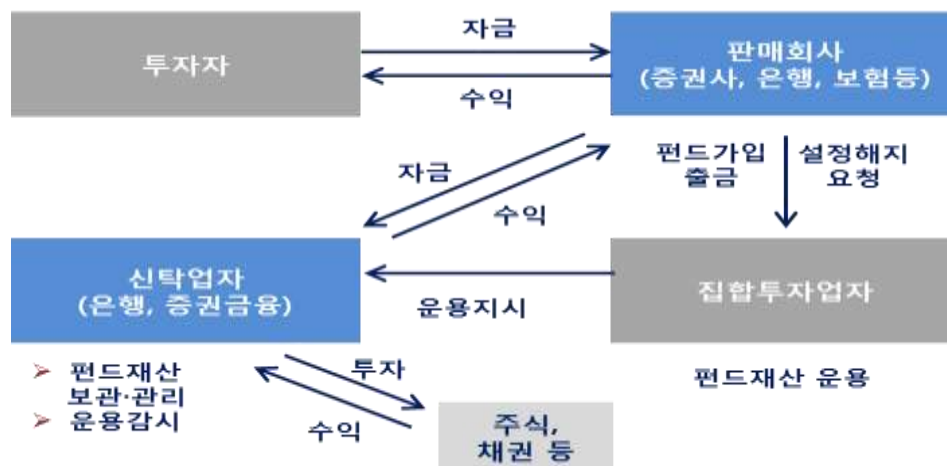 자금
투자자
판매회사
(증권사, 은행, 보험등)
수익
자금
수익
펀드가입
출금
설정해지
요청
신탁업자
(은행, 증권금융)
운용지시
집합투자업자
➢ 펀드재산
보관·관리
➢ 운용감시
투자
수익
주식,
채권 등
펀드재산 운용